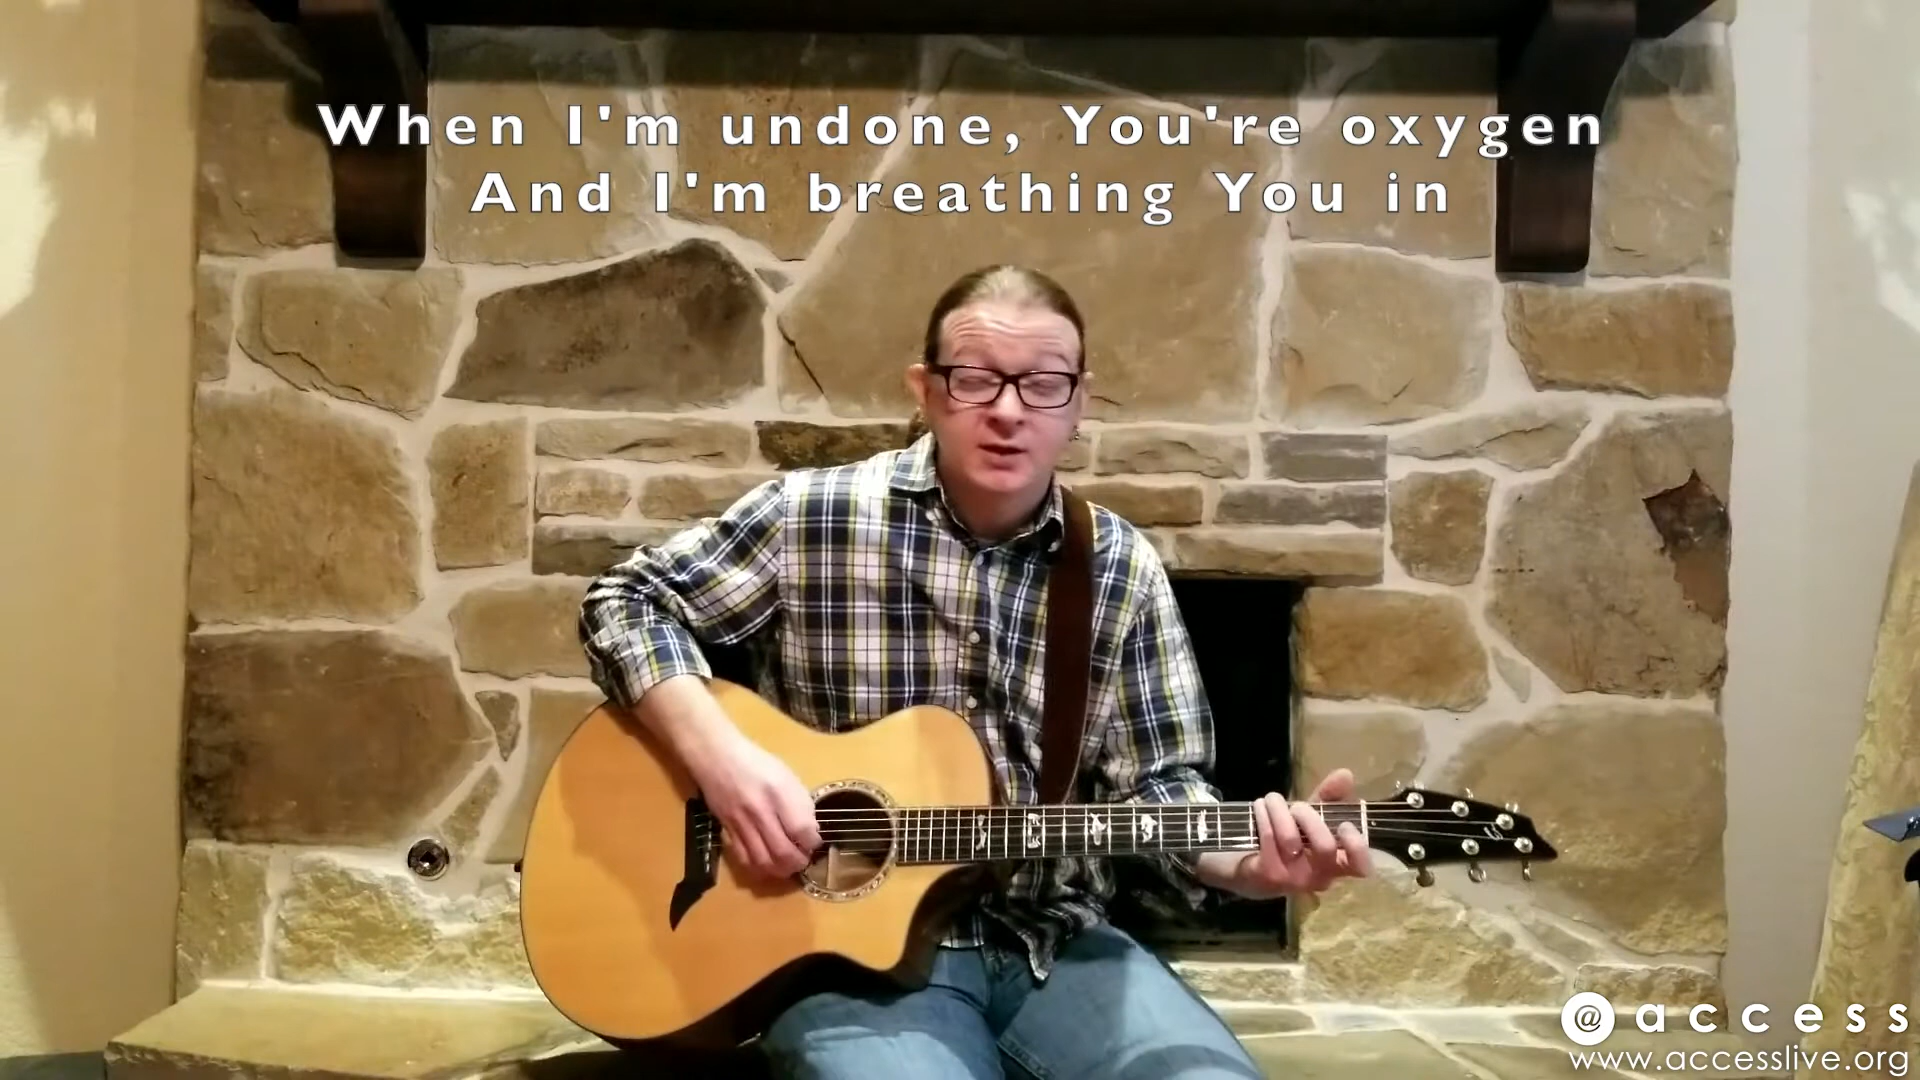 When I'm undone, You're oxygen
And I'm breathing You in
@ access
www.accesslive.org